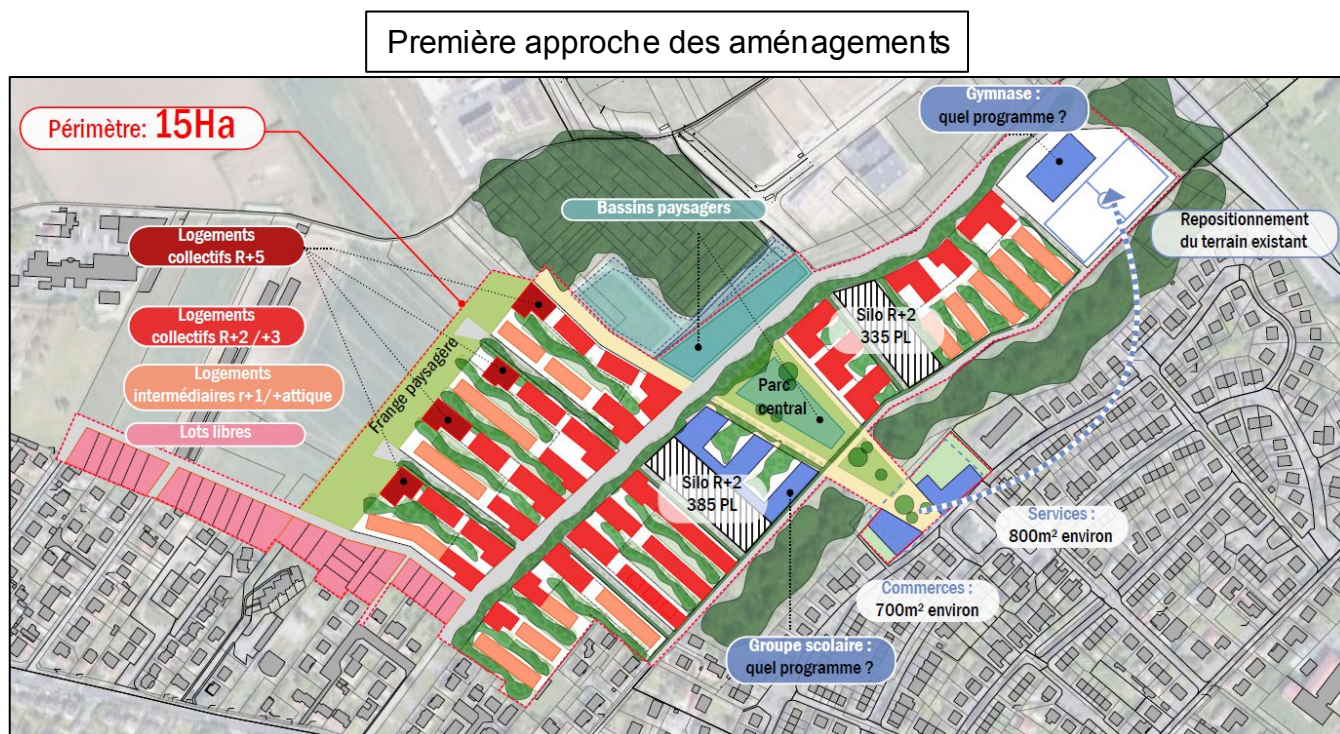 Première approche des aménagements
Périmètre: 15Ha
Gymnase :
quel programme ?
Bassins paysagers
Repositionnement
du terrain existant
Logements
collectifs R+5
Logements
collectifs R+2 /+3
Logements
intermédiaires r+1/+attique
Lots libres
Frange paysagère
Silo R+2
335 PL
Parc
central
Silo R+2
385 PL
Services :
800m² environ
Commerces :
700m² environ
Groupe scolaire :
quel programme ?